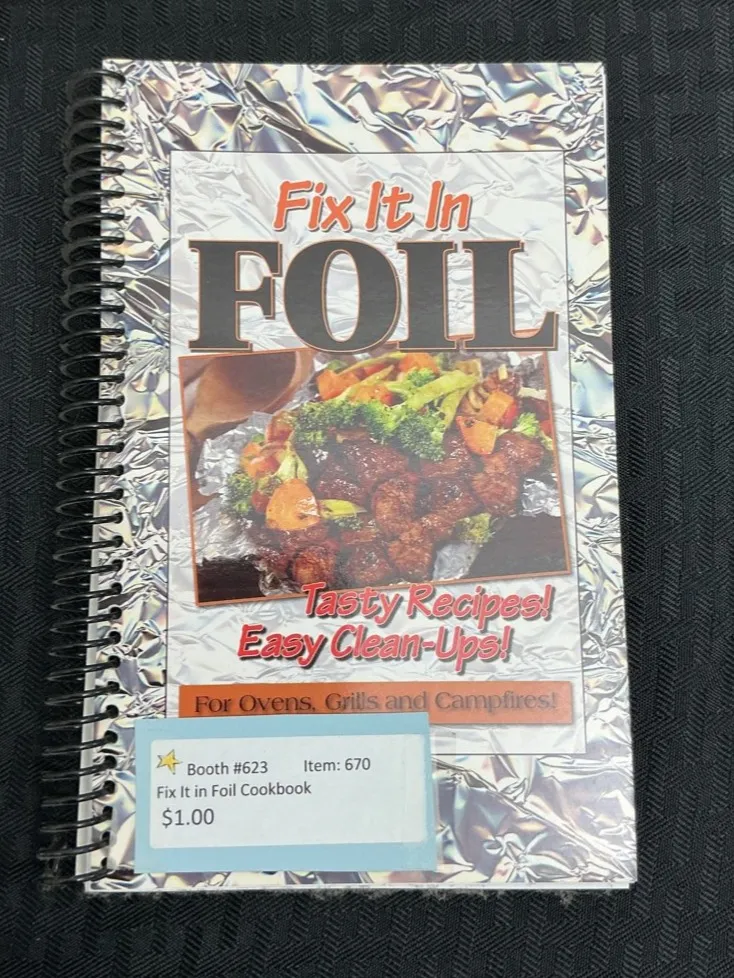 Fix It In
FOIL
Tasty Recipes!
Easy Clean-Ups!
For Ovens, Grills and Campfires!
Booth #623 Item: 670
Fix It in Foil Cookbook
$1.00